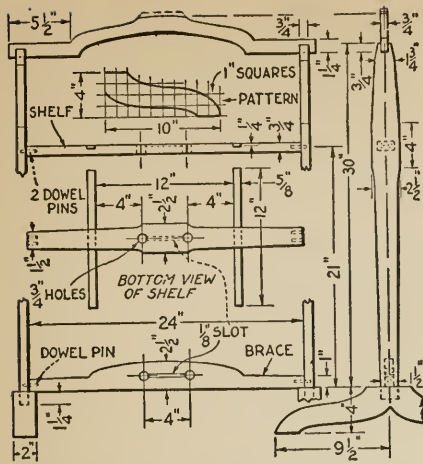 5 1/2"
3/4"
3/4"
1 1/4"
3/4"
1 3/4"
4"
1" SQUARES
PATTERN
10"
SHELF
1/4"
3/4"
30"
4"
2 1/2"
2 DOWEL
PINS
12"
5/8"
4"
1 1/2"
4"
12"
1 1/2"
3/4"
HOLES
BOTTOM VIEW
OF SHELF
21"
24"
1/8" SLOT
DOWEL PIN
2 1/2"
BRACE
1"
1 1/2"
1 1/4"
4"
4"
2"
9 1/2"